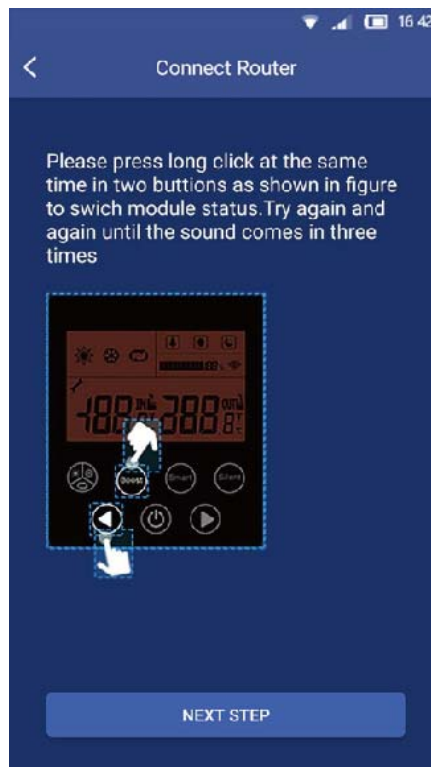 16 42
Connect Router
Please press long click at the same
time in two buttions as shown in figure
to swich module status.Try again and
again until the sound comes in three
times
Boost
Smart
Silent
NEXT STEP